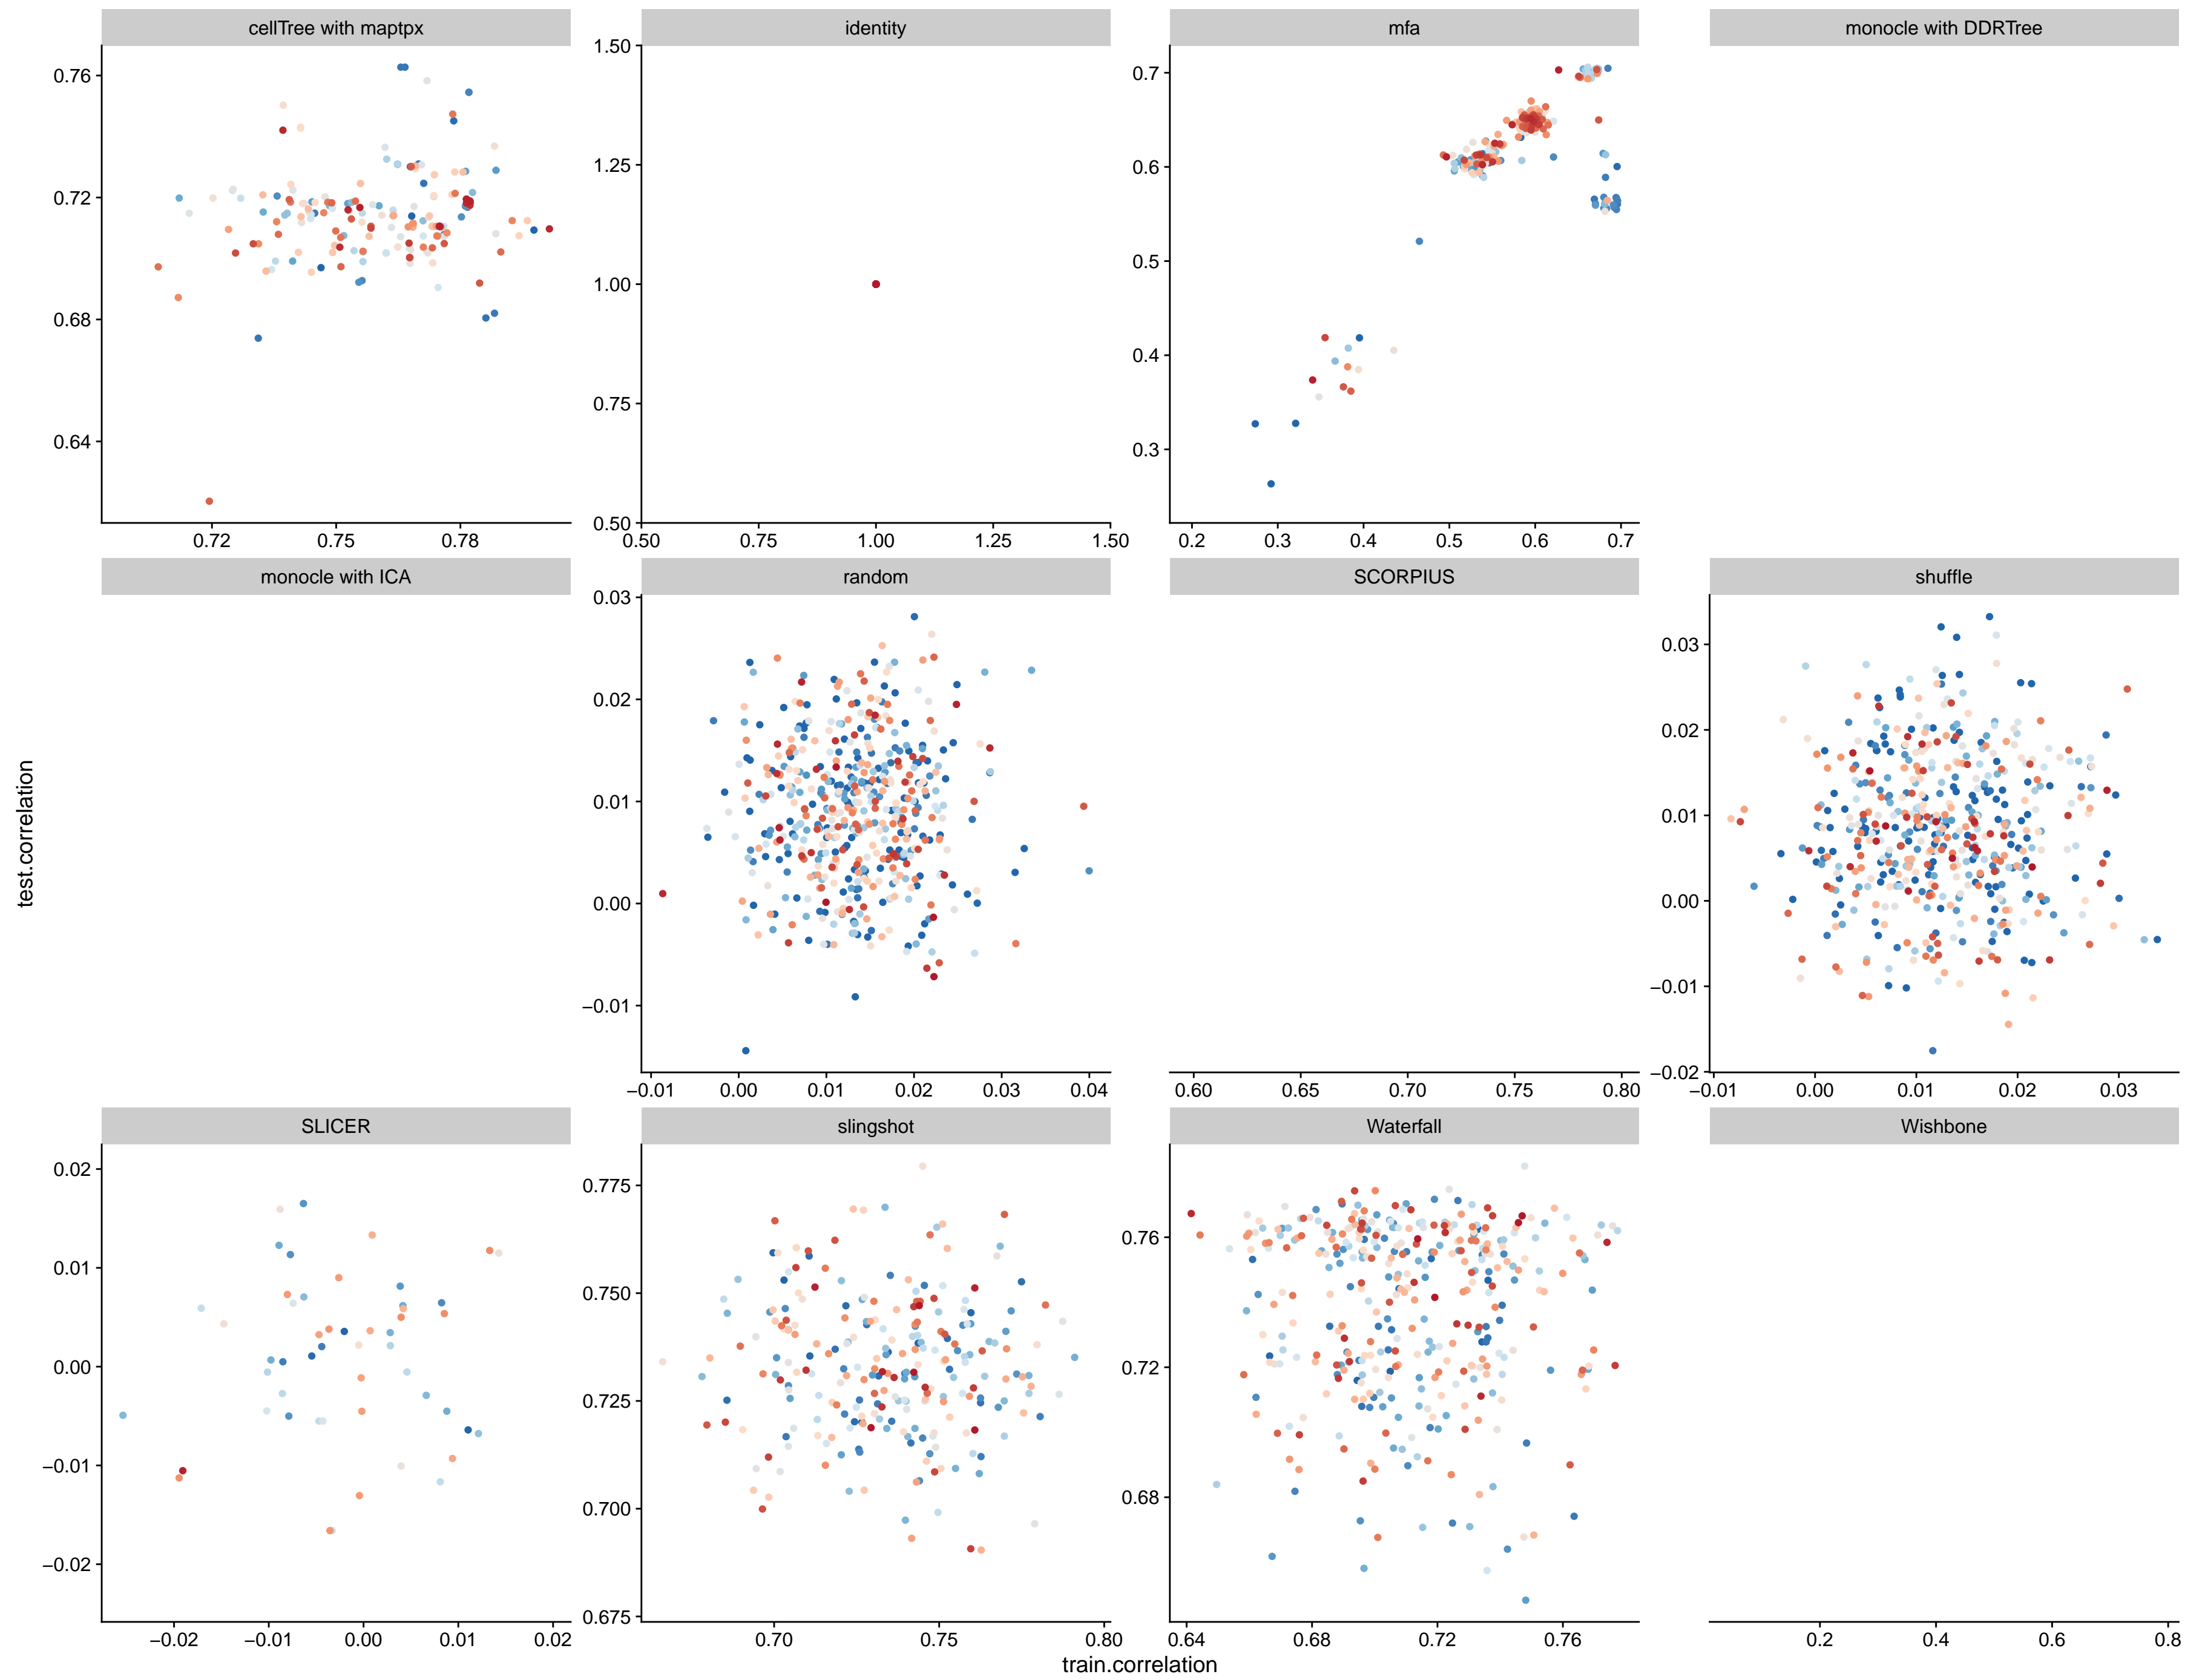 cellTree with maptpx
identity
mfa
monocle with DDRTree
0.76
0.72
0.68
0.64
0.72 0.75 0.78
1.50
1.25
1.00
0.75
0.50
0.50 0.75 1.00 1.25 1.50
0.7
0.6
0.5
0.4
0.3
0.2 0.3 0.4 0.5 0.6 0.7
monocle with ICA
random
SCORPIUS
shuffle
test.correlation
0.03
0.02
0.01
0.00
−0.01
−0.01 0.00 0.01 0.02 0.03 0.04
0.60 0.65 0.70 0.75 0.80
0.03
0.02
0.01
0.00
−0.01
−0.02
−0.01 0.00 0.01 0.02 0.03
SLICER
slingshot
Waterfall
Wishbone
0.02
0.01
0.00
−0.01
−0.02
−0.02 −0.01 0.00 0.01 0.02
0.775
0.750
0.725
0.700
0.675
0.70 0.75 0.80
0.76
0.72
0.68
0.64 0.68 0.72 0.76
0.2 0.4 0.6 0.8
train.correlation